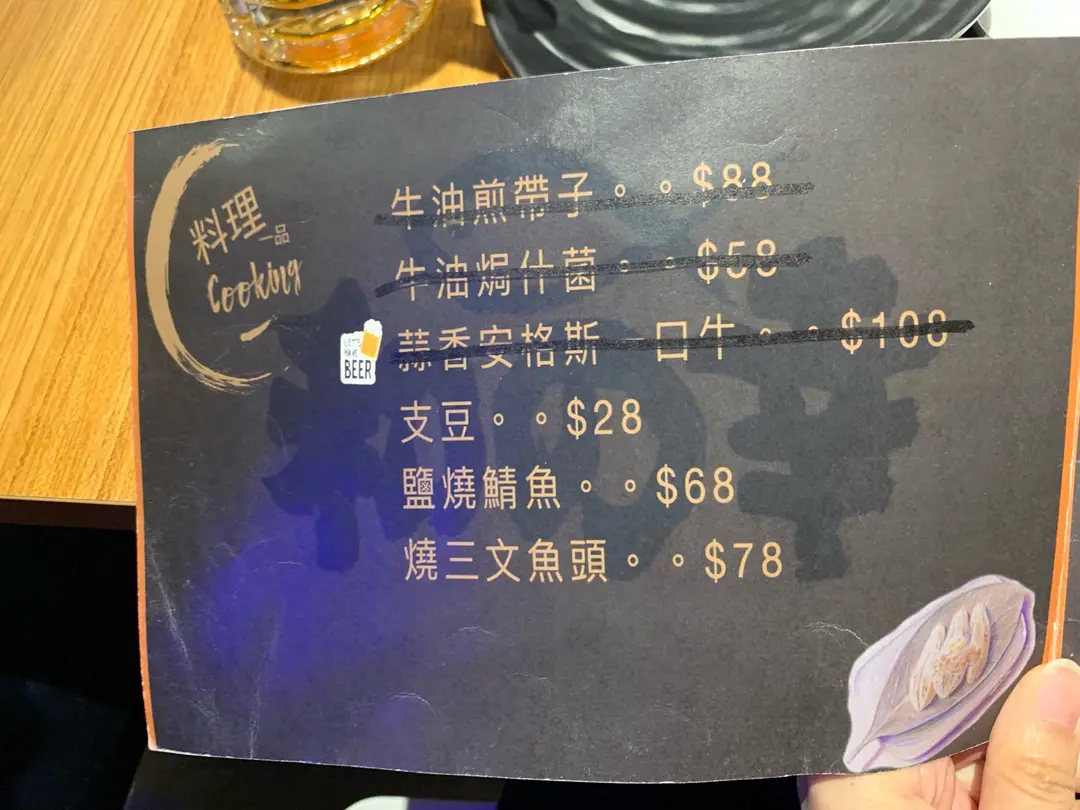 料理
一品
Cooking
牛油煎帶子。。$88
牛油焗什菌。。$58
LET'S
HAVE
BEER
蒜香安格斯一口牛。。$108
支豆。。$28
鹽燒鯖魚。。$68
燒三文魚頭。。$78